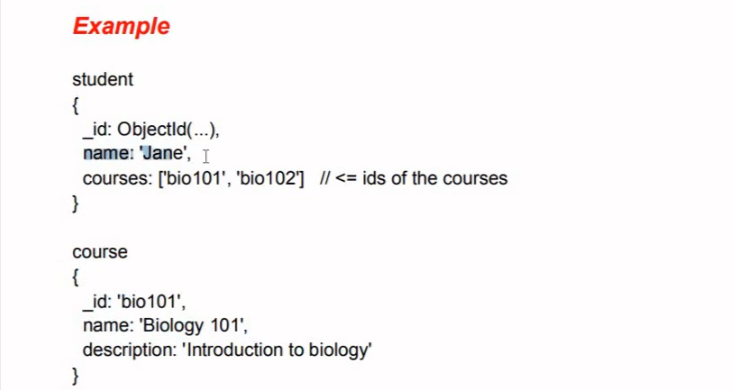 Example
student
{
_id: ObjectId(...),
name: 'Jane',
courses: ['bio101', 'bio102'] // <= ids of the courses
}
course
{
_id: 'bio101',
name: 'Biology 101',
description: 'Introduction to biology'
}